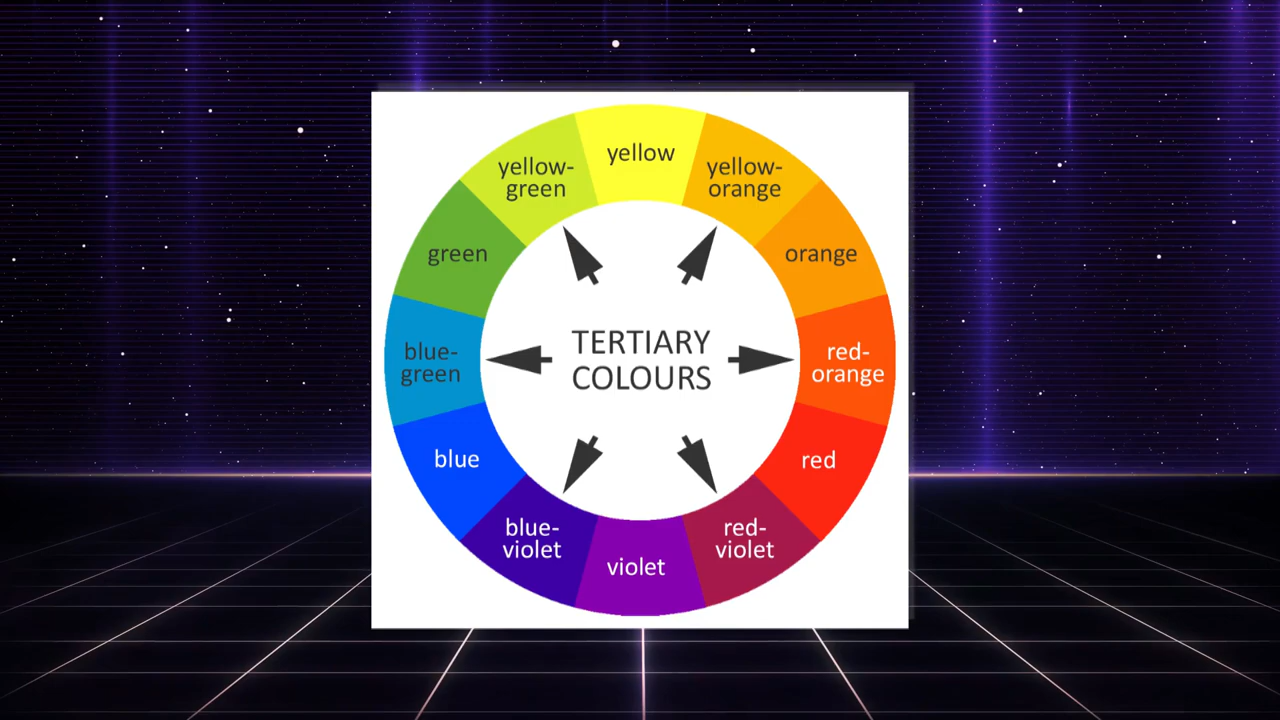 yellow
yellow-
green
yellow-
orange
green
orange
TERTIARY
COLOURS
blue-
green
red-
orange
blue
red
blue-
violet
red-
violet
violet